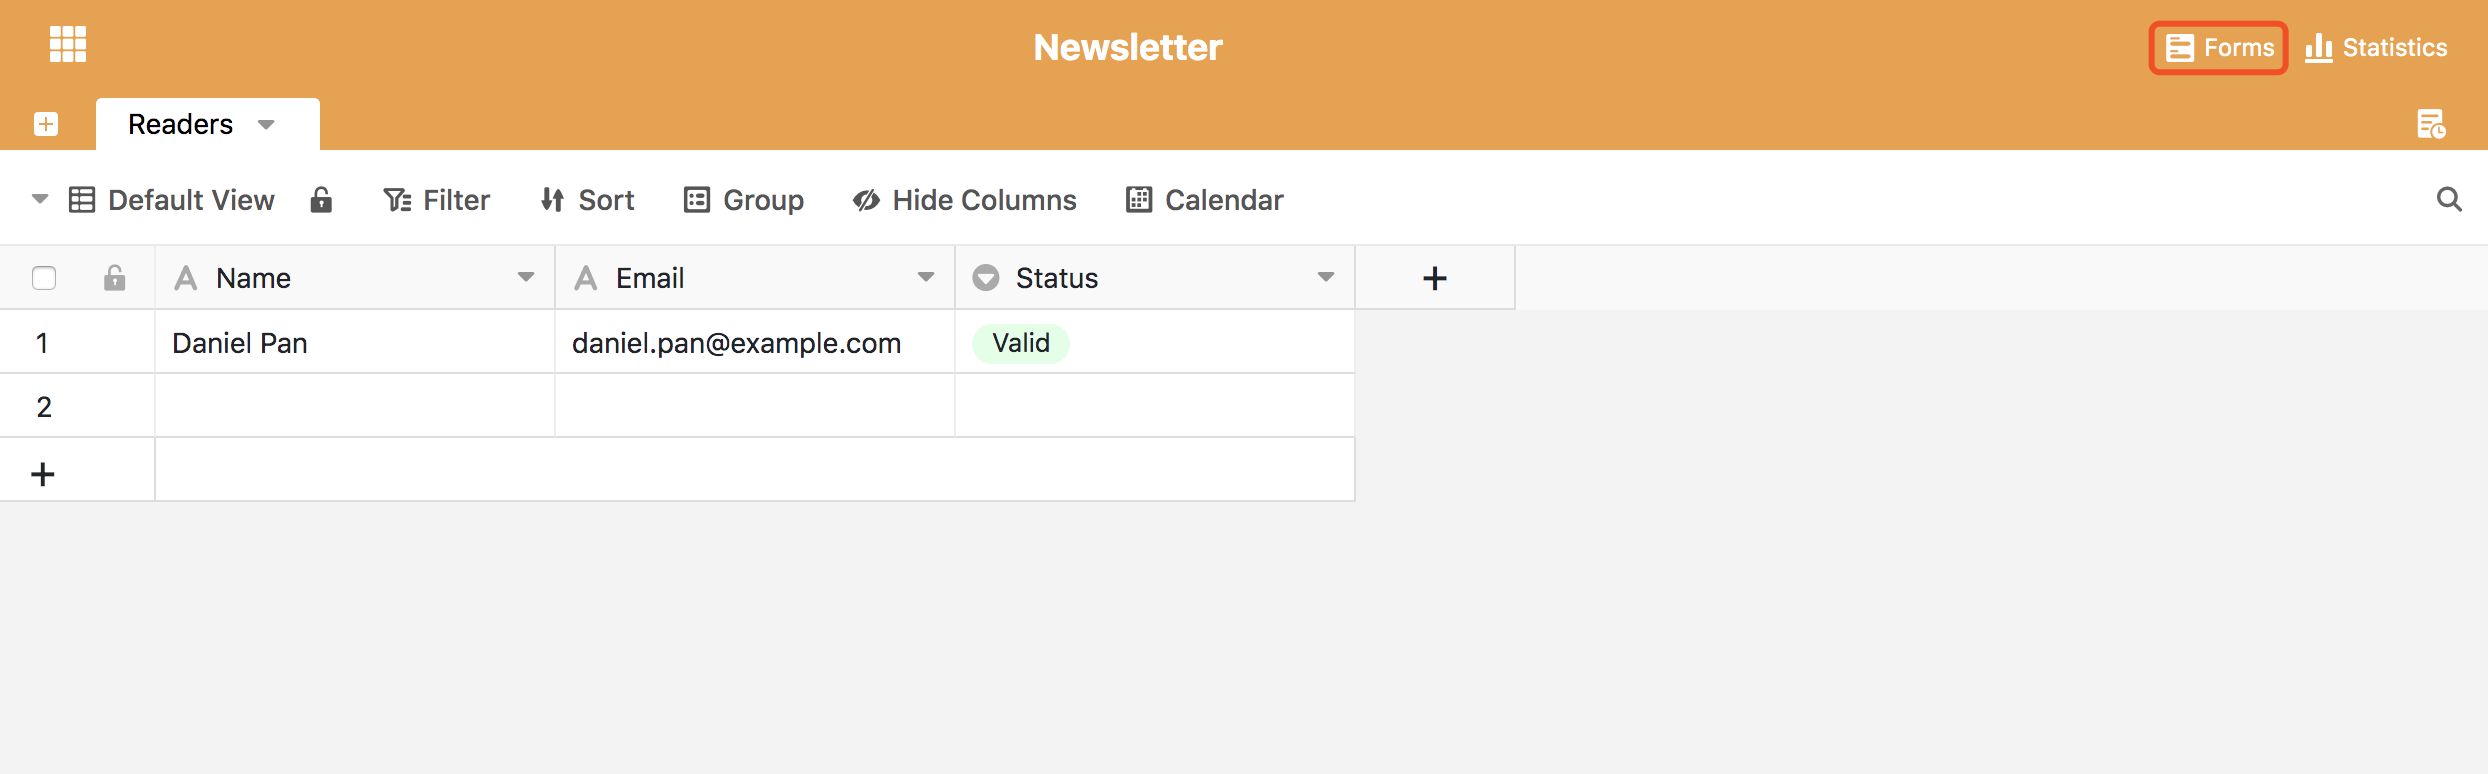 Newsletter
Forms Statistics
Readers
Default View Filter Sort Group Hide Columns Calendar
Name Email Status
1 Daniel Pan daniel.pan@example.com Valid
2